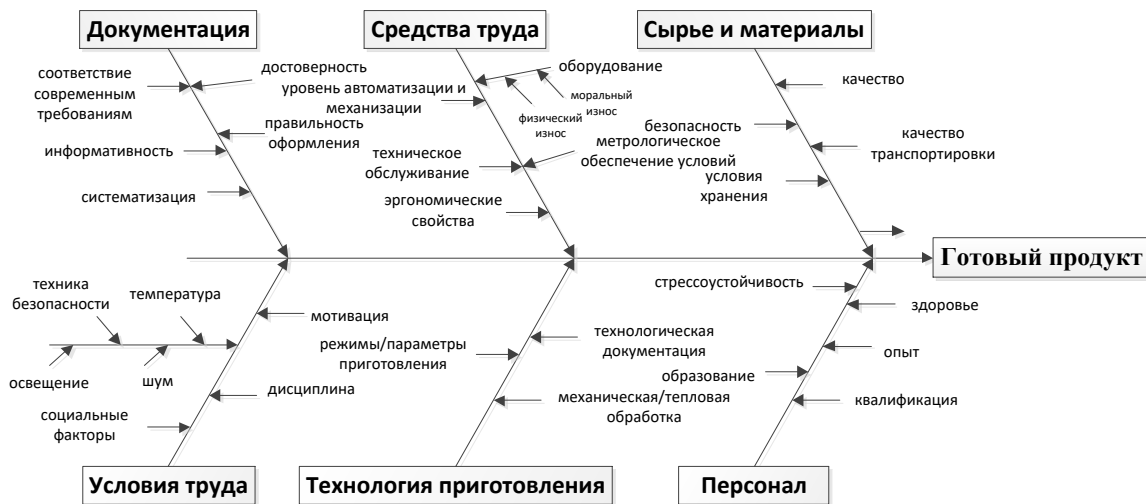 Документация
Средства труда
Сырье и материалы
соответствие
современным
требованиям
достоверность
правильность
оформления
информативность
систематизация
оборудование
уровень автоматизации и
механизации
моральный
износ
физический
износ
метрологическое
обеспечение условий
техническое
обслуживание
эргономические
свойства
качество
безопасность
качество
транспортировки
условия
хранения
Готовый продукт
техника
безопасности
температура
мотивация
освещение
шум
дисциплина
социальные
факторы
режимы/параметры
приготовления
технологическая
документация
механическая/тепловая
обработка
стрессоустойчивость
здоровье
опыт
образование
квалификация
Условия труда
Технология приготовления
Персонал